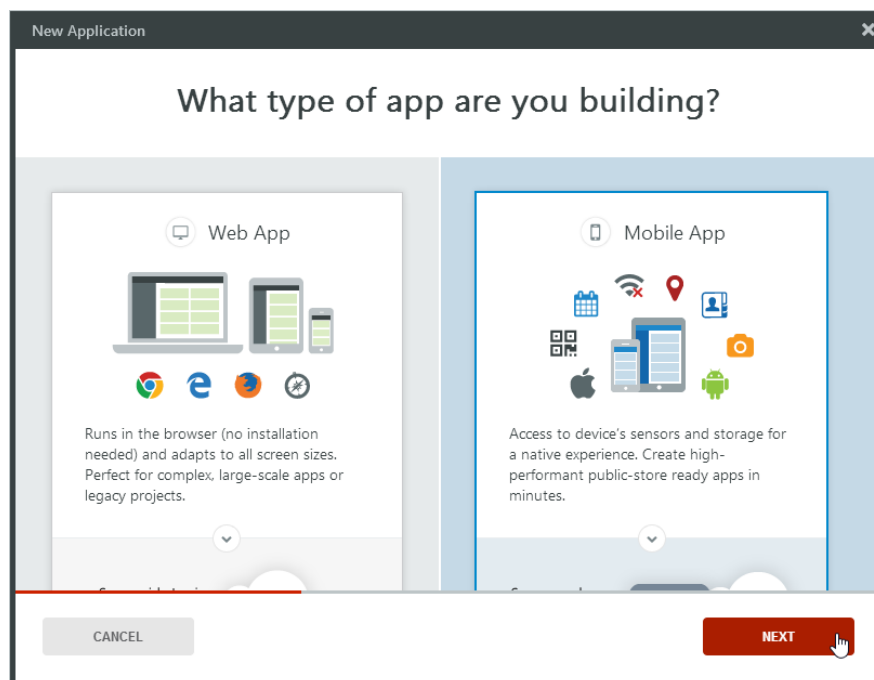 New Application
What type of app are you building?
Web App
Runs in the browser (no installation
needed) and adapts to all screen sizes.
Perfect for complex, large-scale apps or
legacy projects.
Mobile App
Access to device's sensors and storage for
a native experience. Create high-
performant public-store ready apps in
minutes.
CANCEL
NEXT